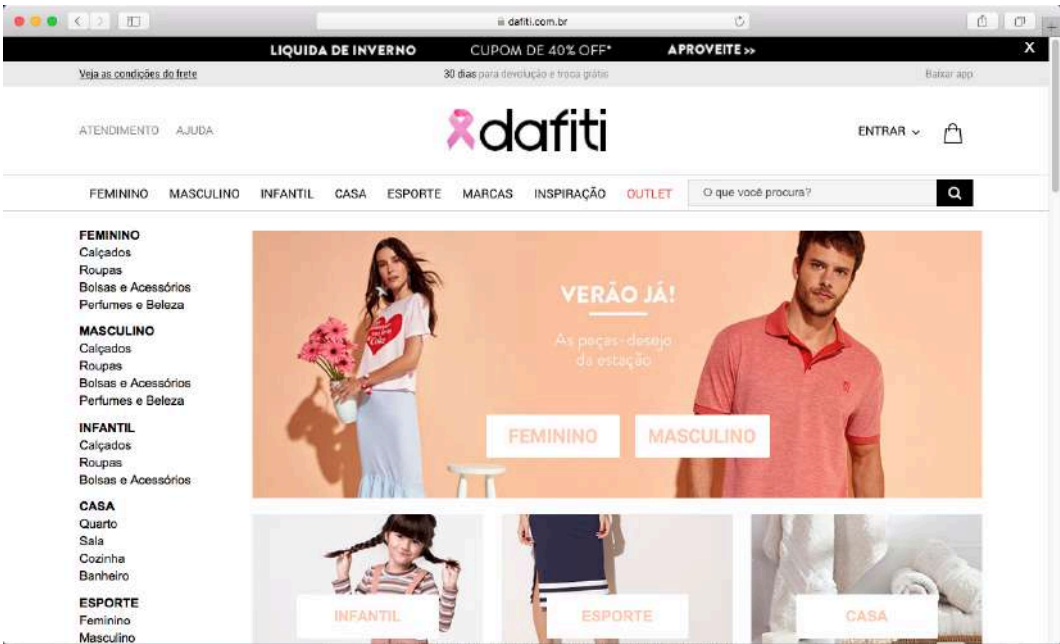 dafiti.com.br
LIQUIDA DE INVERNO CUPOM DE 40% OFF* APROVEITE >> X
Veja as condições do frete 30 dias para devolução e troca grátis Baixar app
ATENDIMENTO AJUDA dafiti ENTRAR
FEMININO MASCULINO INFANTIL CASA ESPORTE MARCAS INSPIRAÇÃO OUTLET O que você procura?
FEMININO
Calçados
Roupas
Bolsas e Acessórios
Perfumes e Beleza
MASCULINO
Calçados
Roupas
Bolsas e Acessórios
Perfumes e Beleza
INFANTIL
Calçados
Roupas
Bolsas e Acessórios
CASA
Quarto
Sala
Cozinha
Banheiro
ESPORTE
Feminino
Masculino
VERÃO JÁ!
As peças-desejo
da estação
FEMININO MASCULINO
Coke
INFANTIL ESPORTE CASA